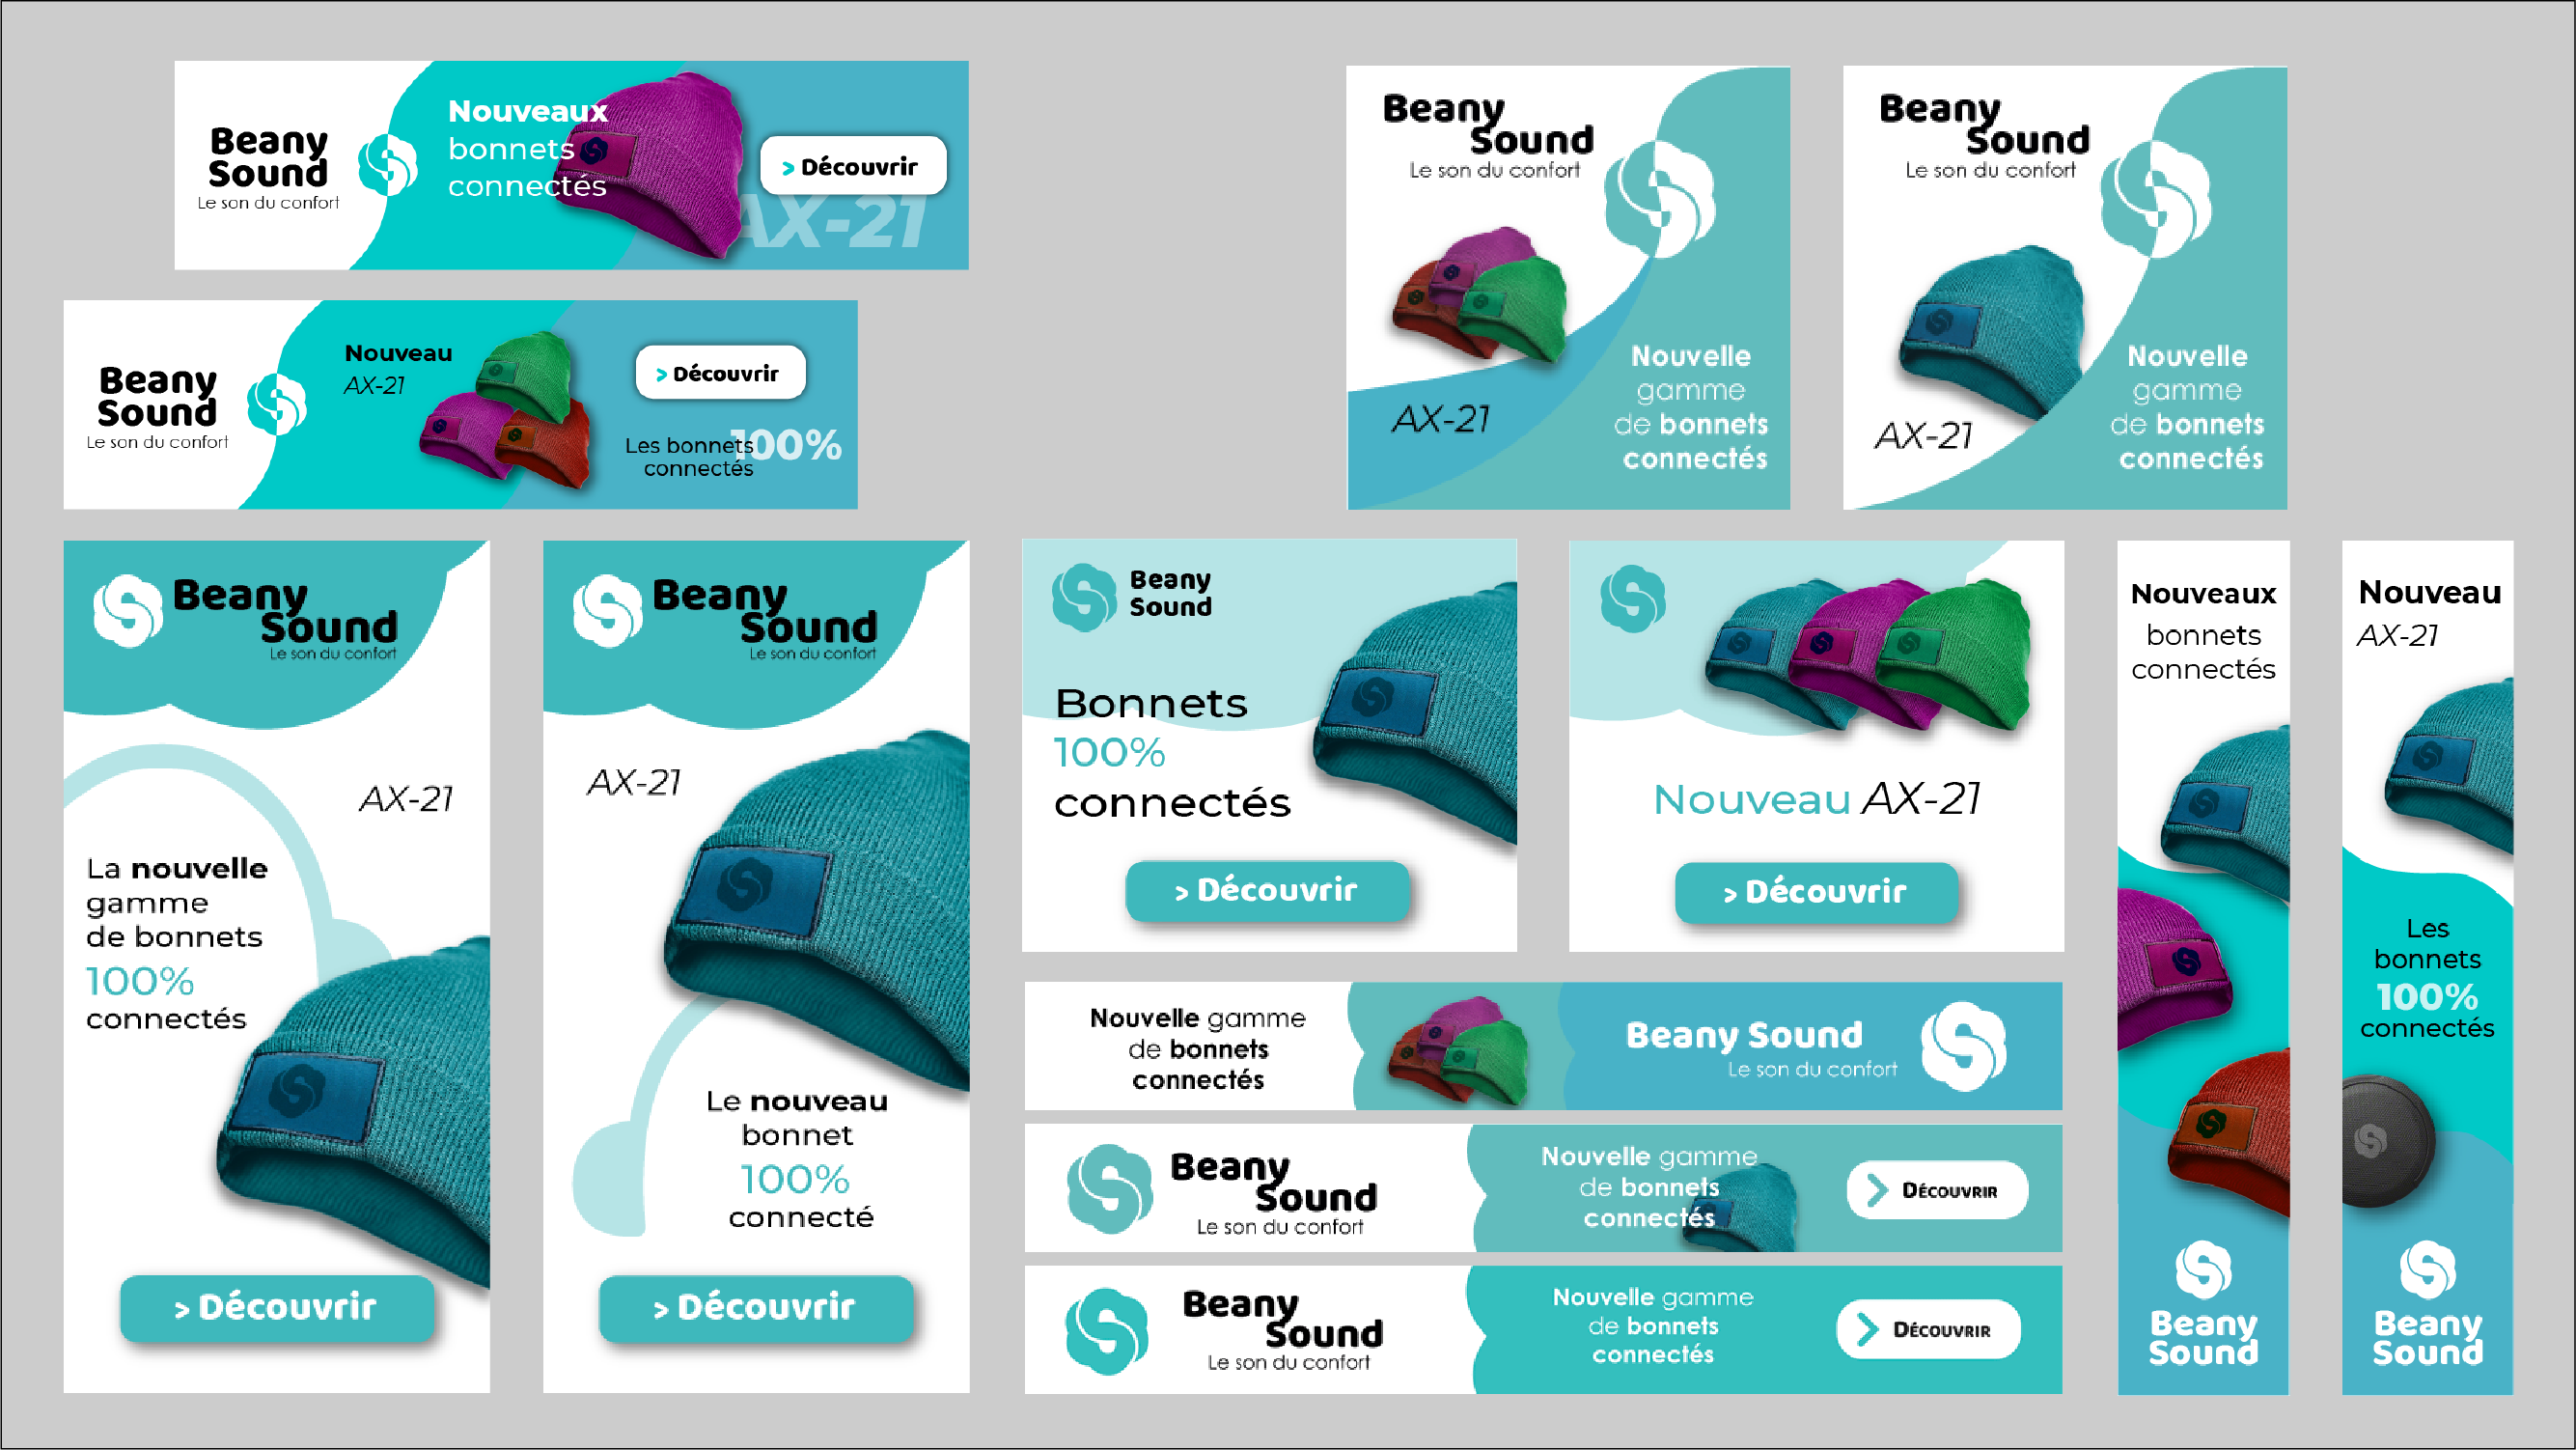 Beany
Sound
Le son du confort
Nouveaux
bonnets
connectés
> Découvrir
AX-21
Beany
Sound
Le son du confort
Nouveau
AX-21
> Découvrir
Les bonnets
100%
connectés
Beany
Sound
Le son du confort
AX-21
Nouvelle
gamme
de bonnets
connectés
Beany
Sound
Le son du confort
AX-21
Nouvelle
gamme
de bonnets
connectés
Beany
Sound
Le son du confort
AX-21
La nouvelle
gamme
de bonnets
100%
connectés
> Découvrir
Beany
Sound
Le son du confort
AX-21
Le nouveau
bonnet
100%
connecté
> Découvrir
Beany
Sound
Bonnets
100%
connectés
> Découvrir
Nouveau AX-21
> Découvrir
Nouvelle gamme
de bonnets
connectés
Beany Sound
Le son du confort
Beany
Sound
Le son du confort
Nouvelle gamme
de bonnets
connectés
DÉCOUVRIR
Beany
Sound
Le son du confort
Nouvelle gamme
de bonnets
connectés
DÉCOUVRIR
Nouveaux
bonnets
connectés
Beany
Sound
Nouveau
AX-21
Les
bonnets
100%
connectés
Beany
Sound